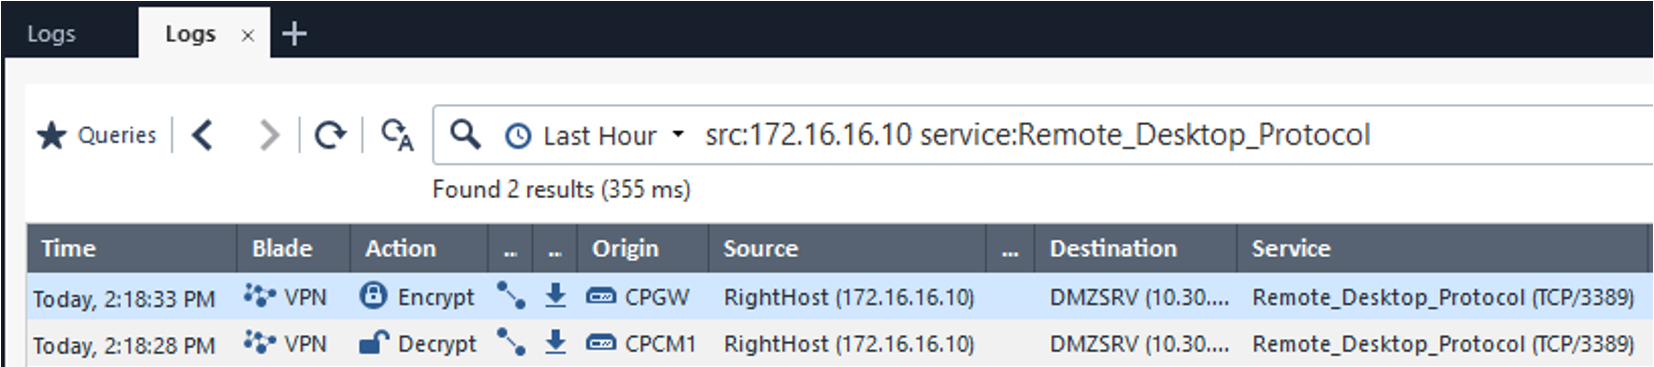 Logs Logs × +
Queries Last Hour src:172.16.16.10 service:Remote_Desktop_Protocol
Found 2 results (355 ms)
Time Blade Action ... ... Origin Source ... Destination Service
Today, 2:18:33 PM VPN Encrypt CPGW RightHost (172.16.16.10) DMZSRV (10.30.... Remote_Desktop_Protocol (TCP/3389)
Today, 2:18:28 PM VPN Decrypt CPCM1 RightHost (172.16.16.10) DMZSRV (10.30.... Remote_Desktop_Protocol (TCP/3389)